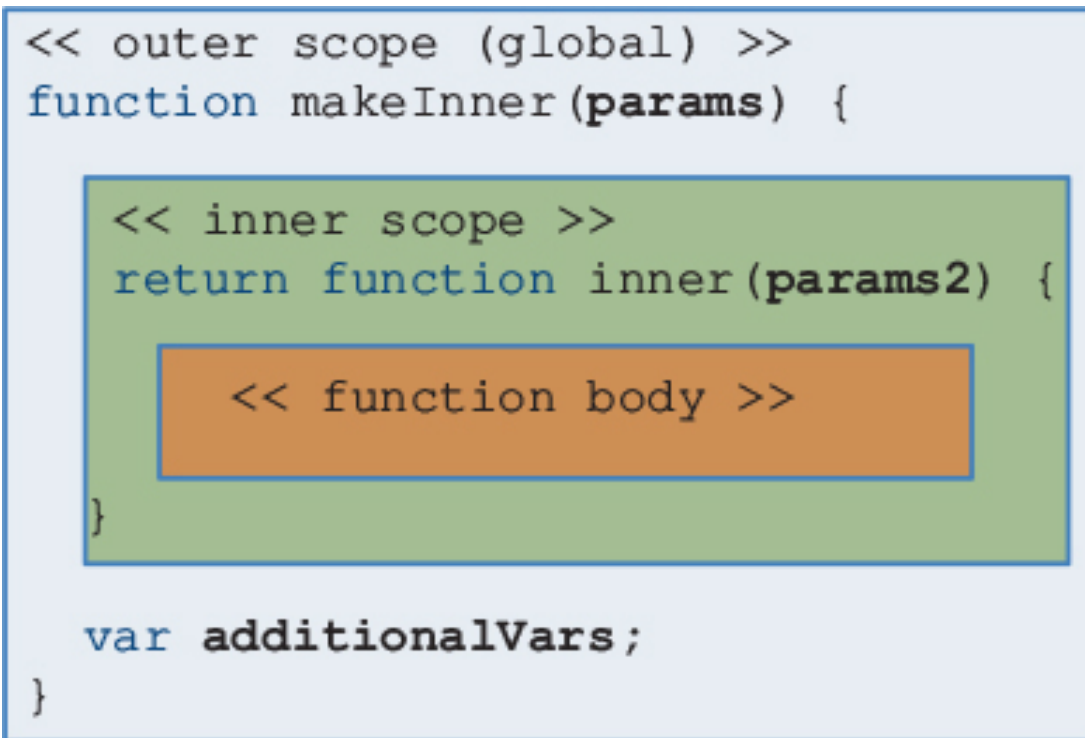 << outer scope (global) >>
function makeInner(params) {
<< inner scope >>
return function inner(params2) {
<< function body >>
}
var additionalVars;
}